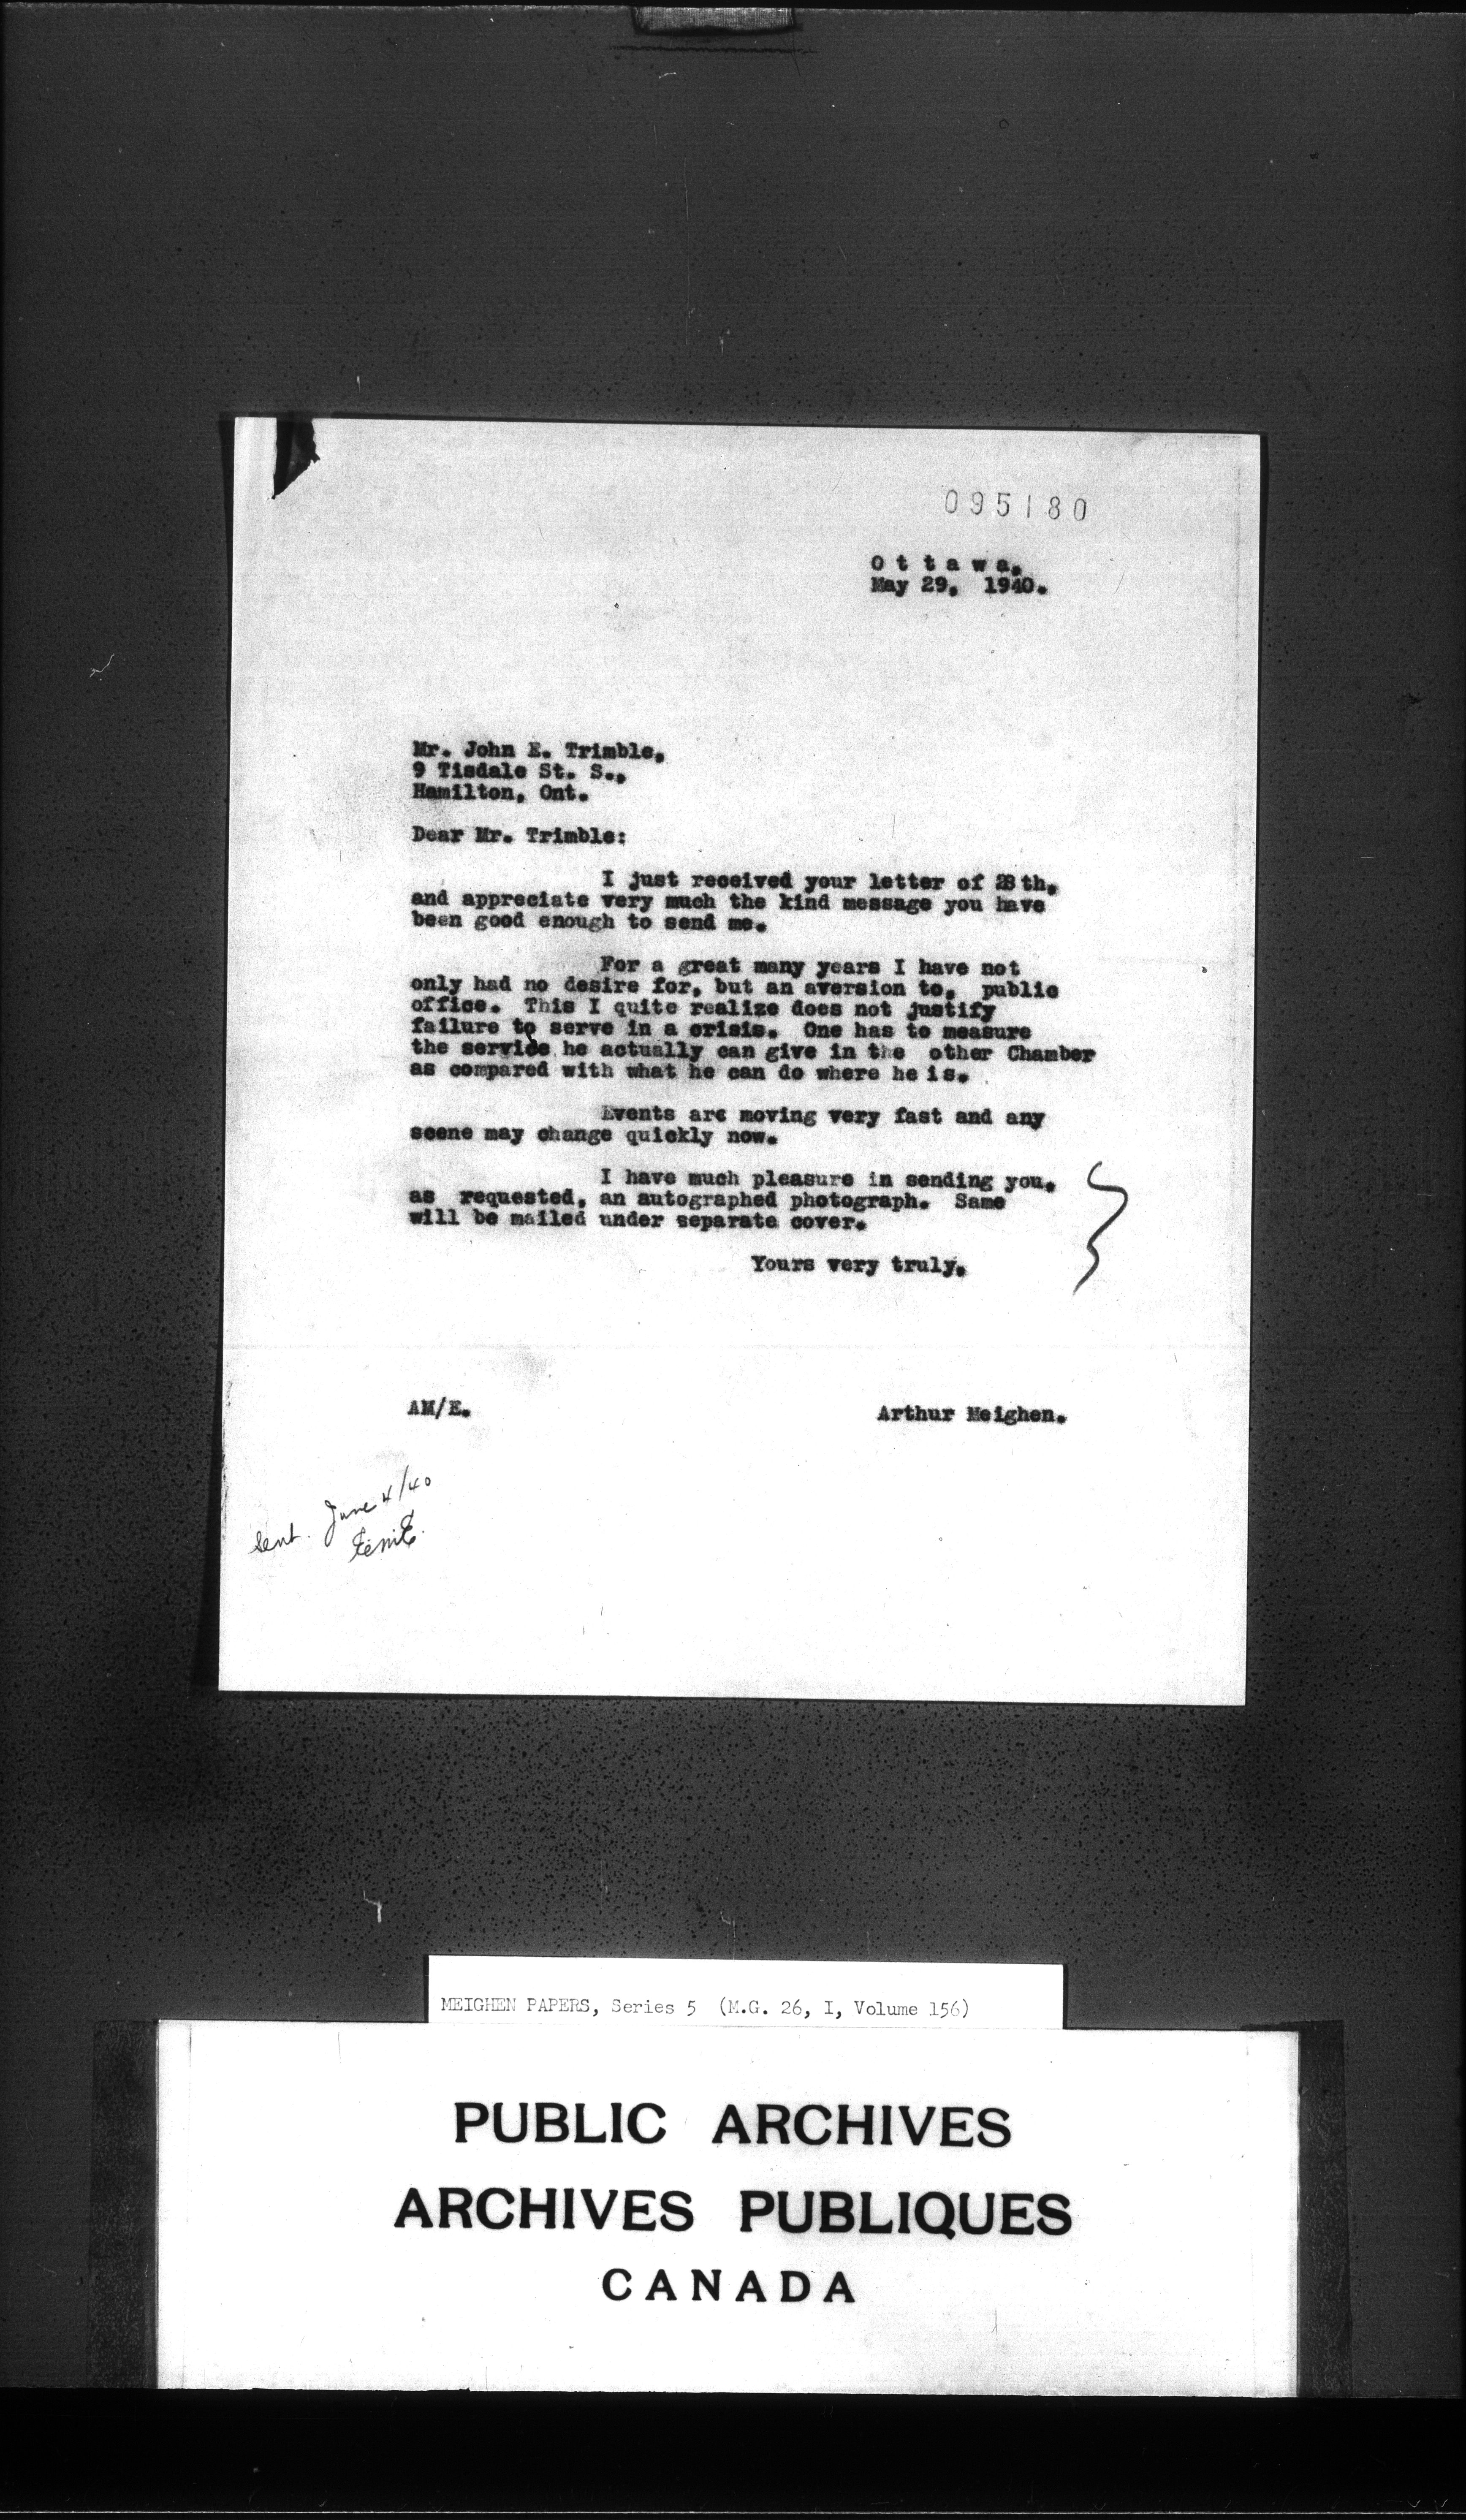 095180
Ottawa,
May 29, 1940.
Mr. John E. Trimble,
9 Tisdale St. S.,
Hamilton, Ont.
Dear Mr. Trimble:
I just received your letter of 28th,
and appreciate very much the kind message you have
been good enough to send me.
For a great many years I have not
only had no desire for, but an aversion to, public
office. This I quite realize does not justify
failure to serve in a crisis. One has to measure
the service he actually can give in the other Chamber
as compared with what he can do where he is.
Events are moving very fast and any
scene may change quickly now.
I have much pleasure in sending you,
as requested, an autographed photograph. Same
will be mailed under separate cover.
Yours very truly,
AM/E.
Arthur Meighen.
Sent. June 4/40
MEIGHEN PAPERS, Series 5 (M.G. 26, I, Volume 156)
PUBLIC ARCHIVES
ARCHIVES PUBLIQUES
CANADA